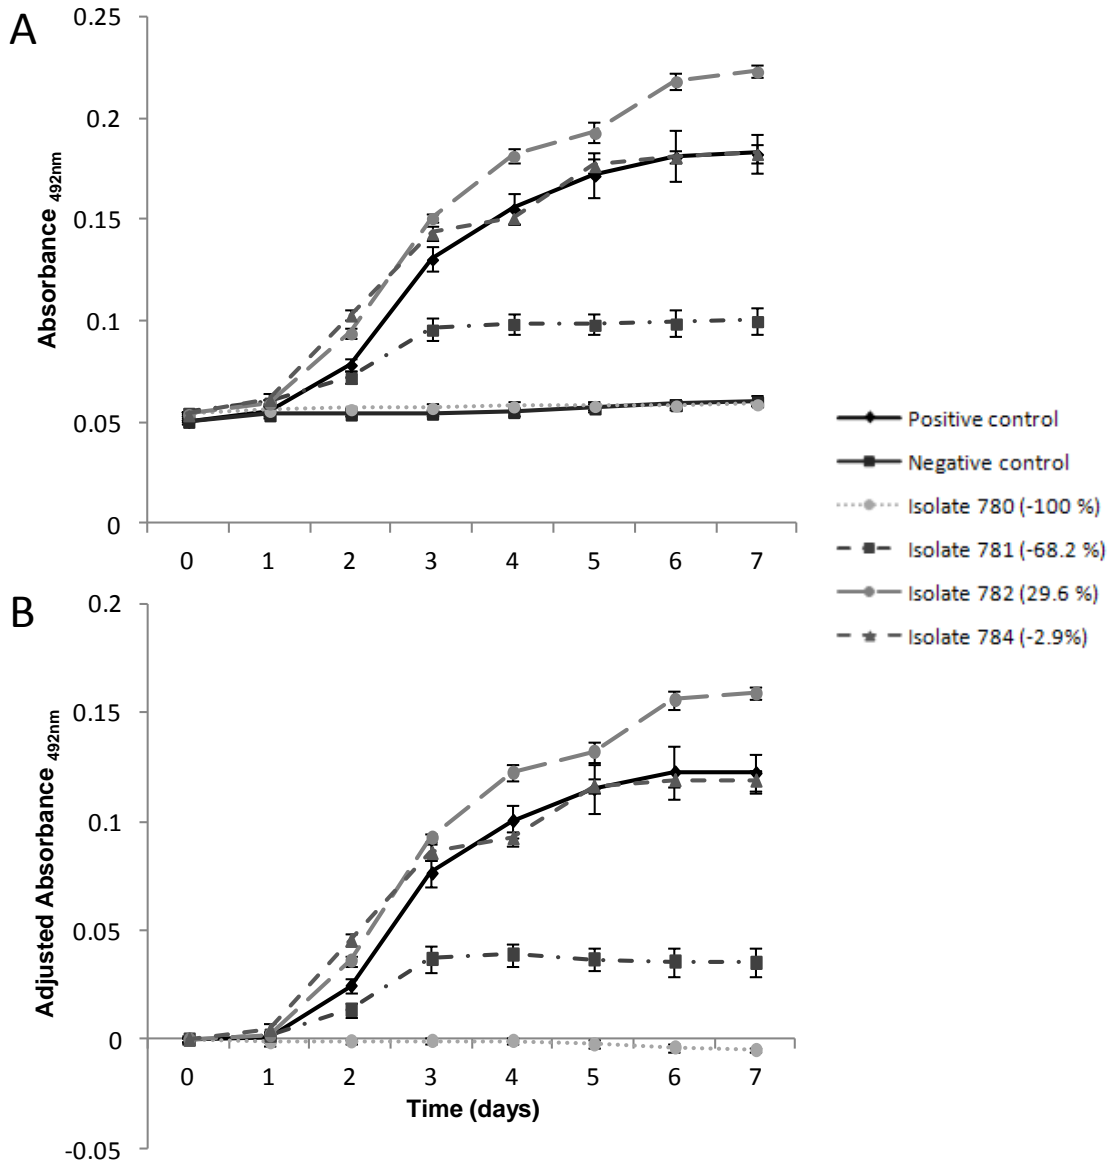 A
0.25
0.2
0.15
0.1
0.05
0
Absorbance 492nm
0 1 2 3 4 5 6 7
Positive control
Negative control
Isolate 780 (-100 %)
Isolate 781 (-68.2 %)
Isolate 782 (29.6 %)
Isolate 784 (-2.9%)
B
0.2
0.15
0.1
0.05
0
-0.05
Adjusted Absorbance 492nm
0 1 2 3 4 5 6 7
Time (days)